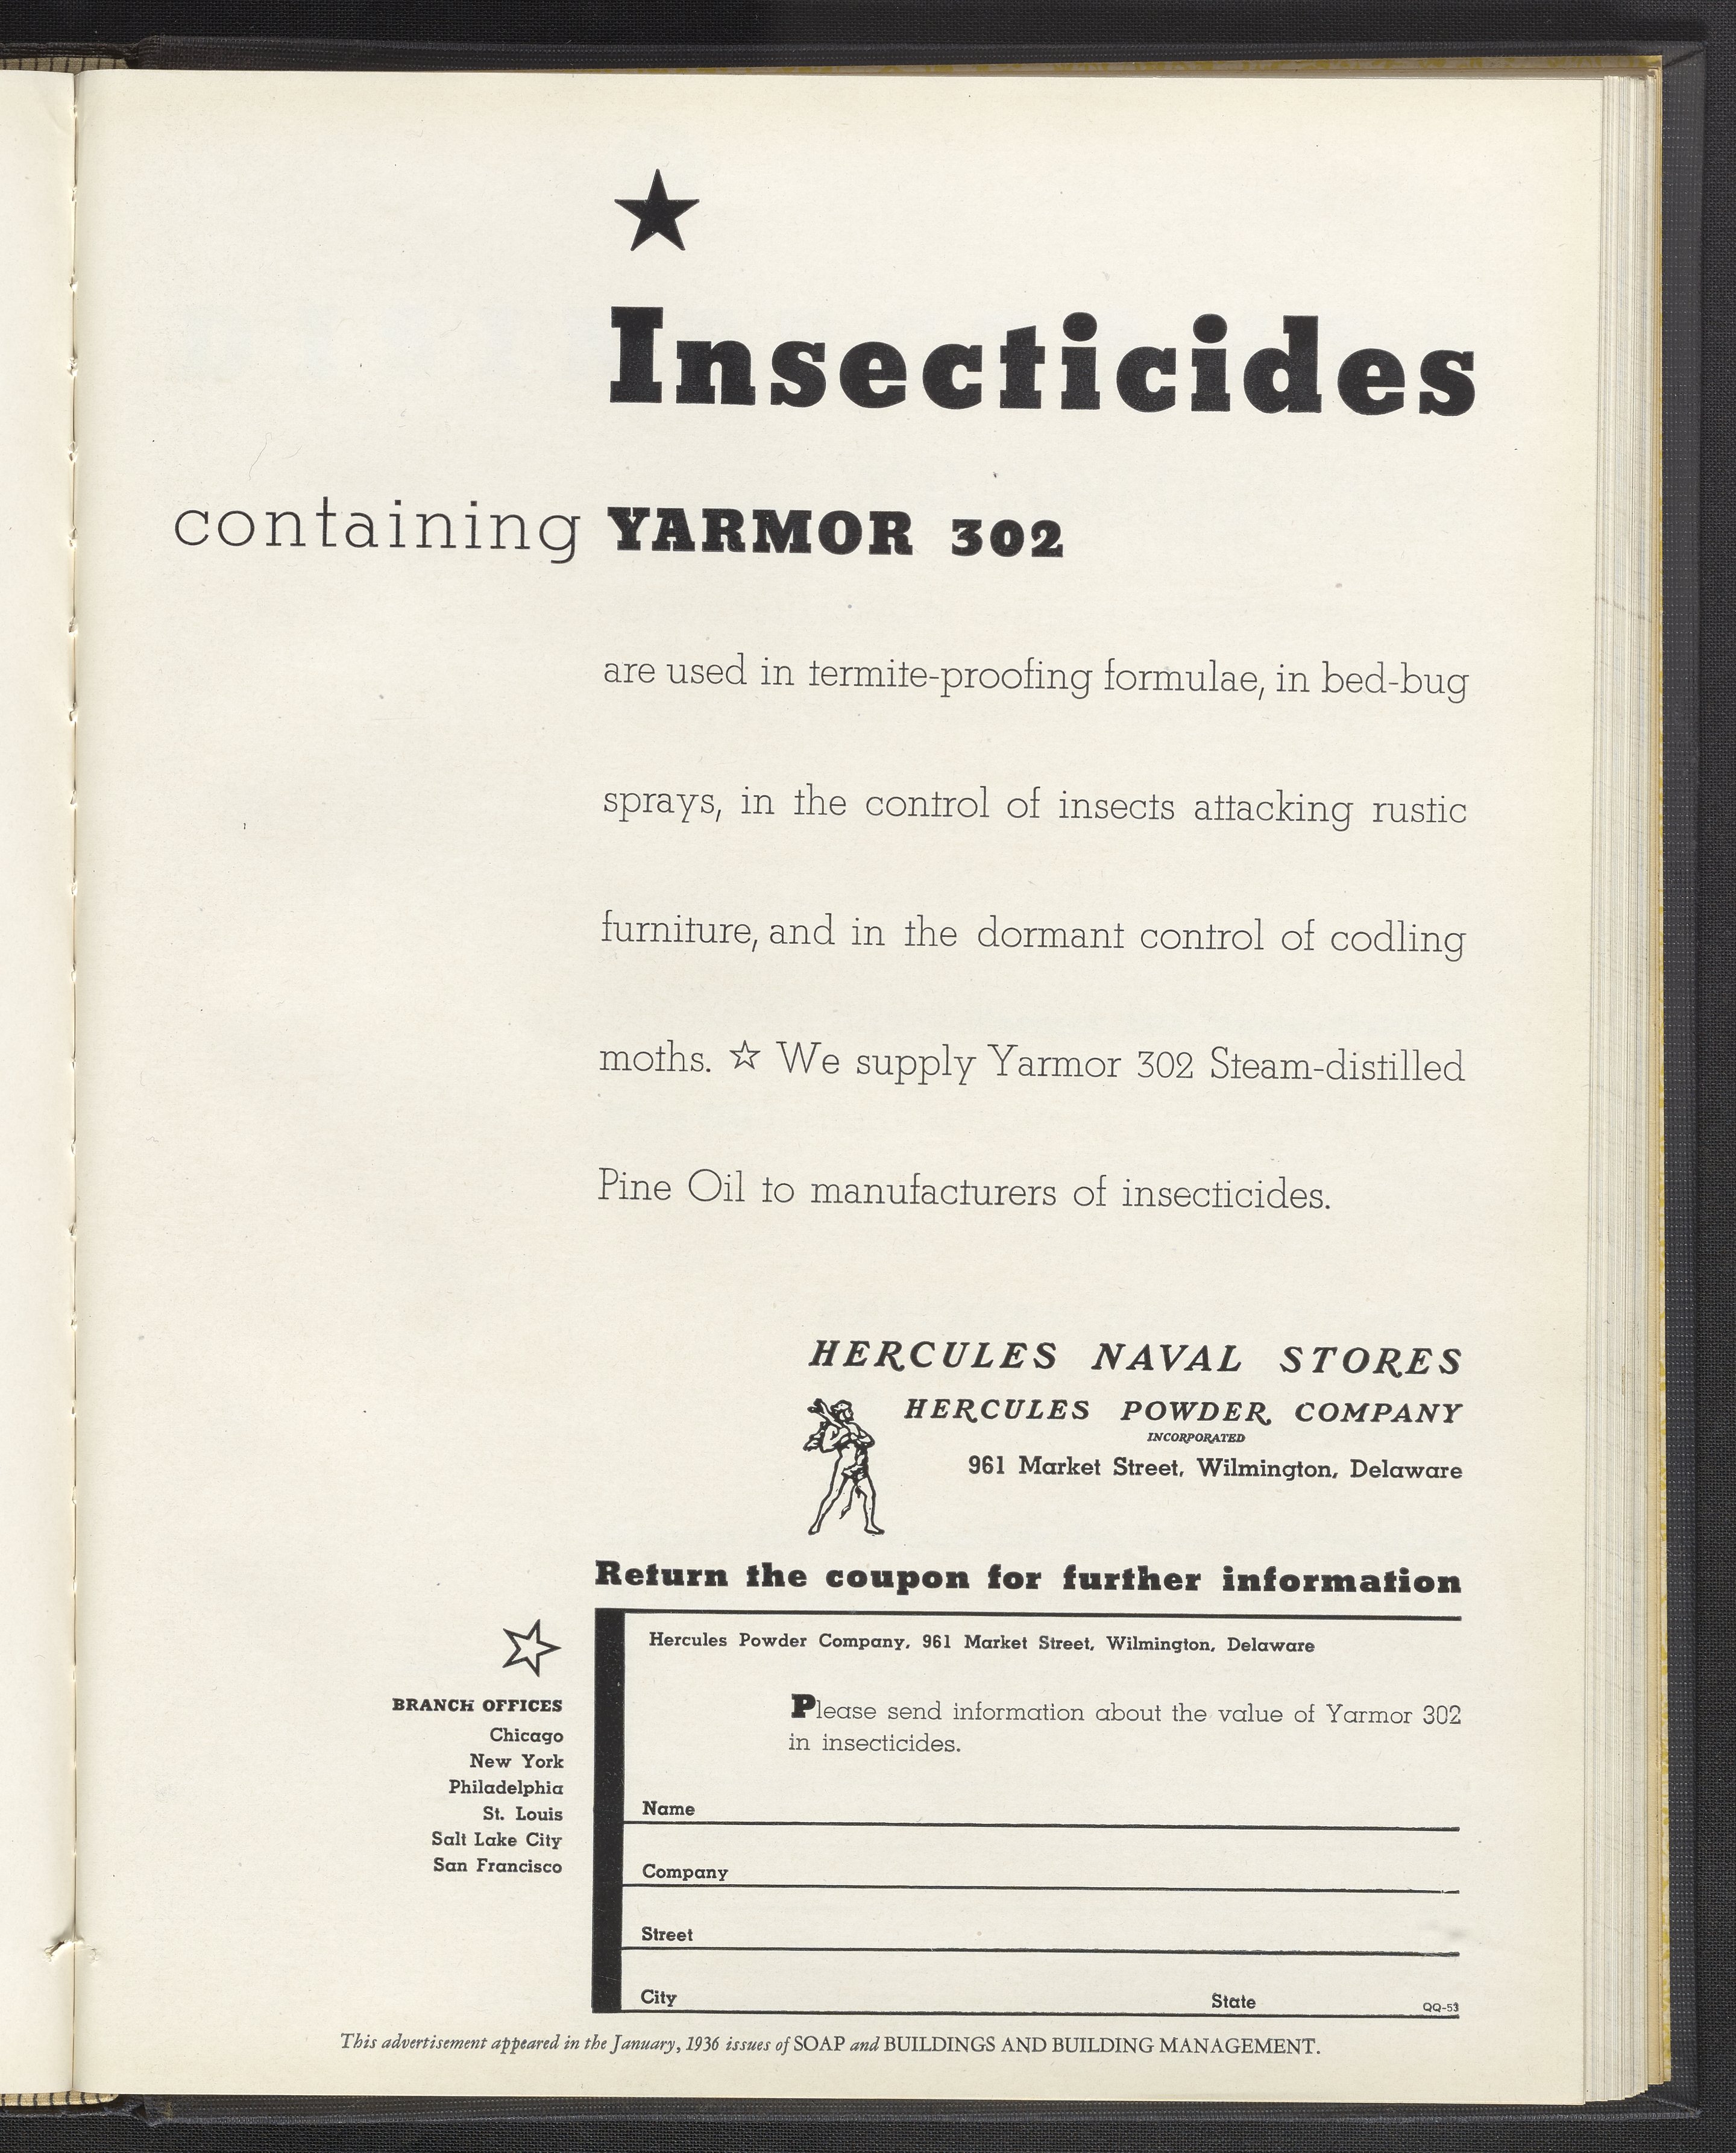 Insecticides
containing YARMOR 302
are used in termite-proofing formulae, in bed-bug
sprays, in the control of insects attacking rustic
furniture, and in the dormant control of codling
moths. ☆ We supply Yarmor 302 Steam-distilled
Pine Oil to manufacturers of insecticides.
HERCULES NAVAL STORES
HERCULES POWDER COMPANY
INCORPORATED
961 Market Street, Wilmington, Delaware
Return the coupon for further information
BRANCH OFFICES
Chicago
New York
Philadelphia
St. Louis
Salt Lake City
San Francisco
Hercules Powder Company, 961 Market Street, Wilmington, Delaware
Please send information about the value of Yarmor 302
in insecticides.
Name
Company
Street
City State QQ-53
This advertisement appeared in the January, 1936 issues of SOAP and BUILDINGS AND BUILDING MANAGEMENT.